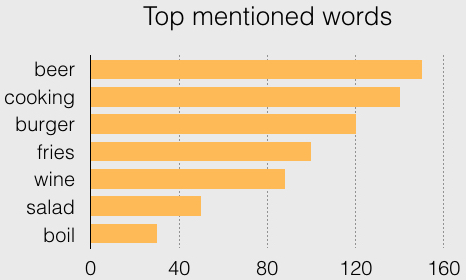 Top mentioned words
beer
cooking
burger
fries
wine
salad
boil
0 40 80 120 160